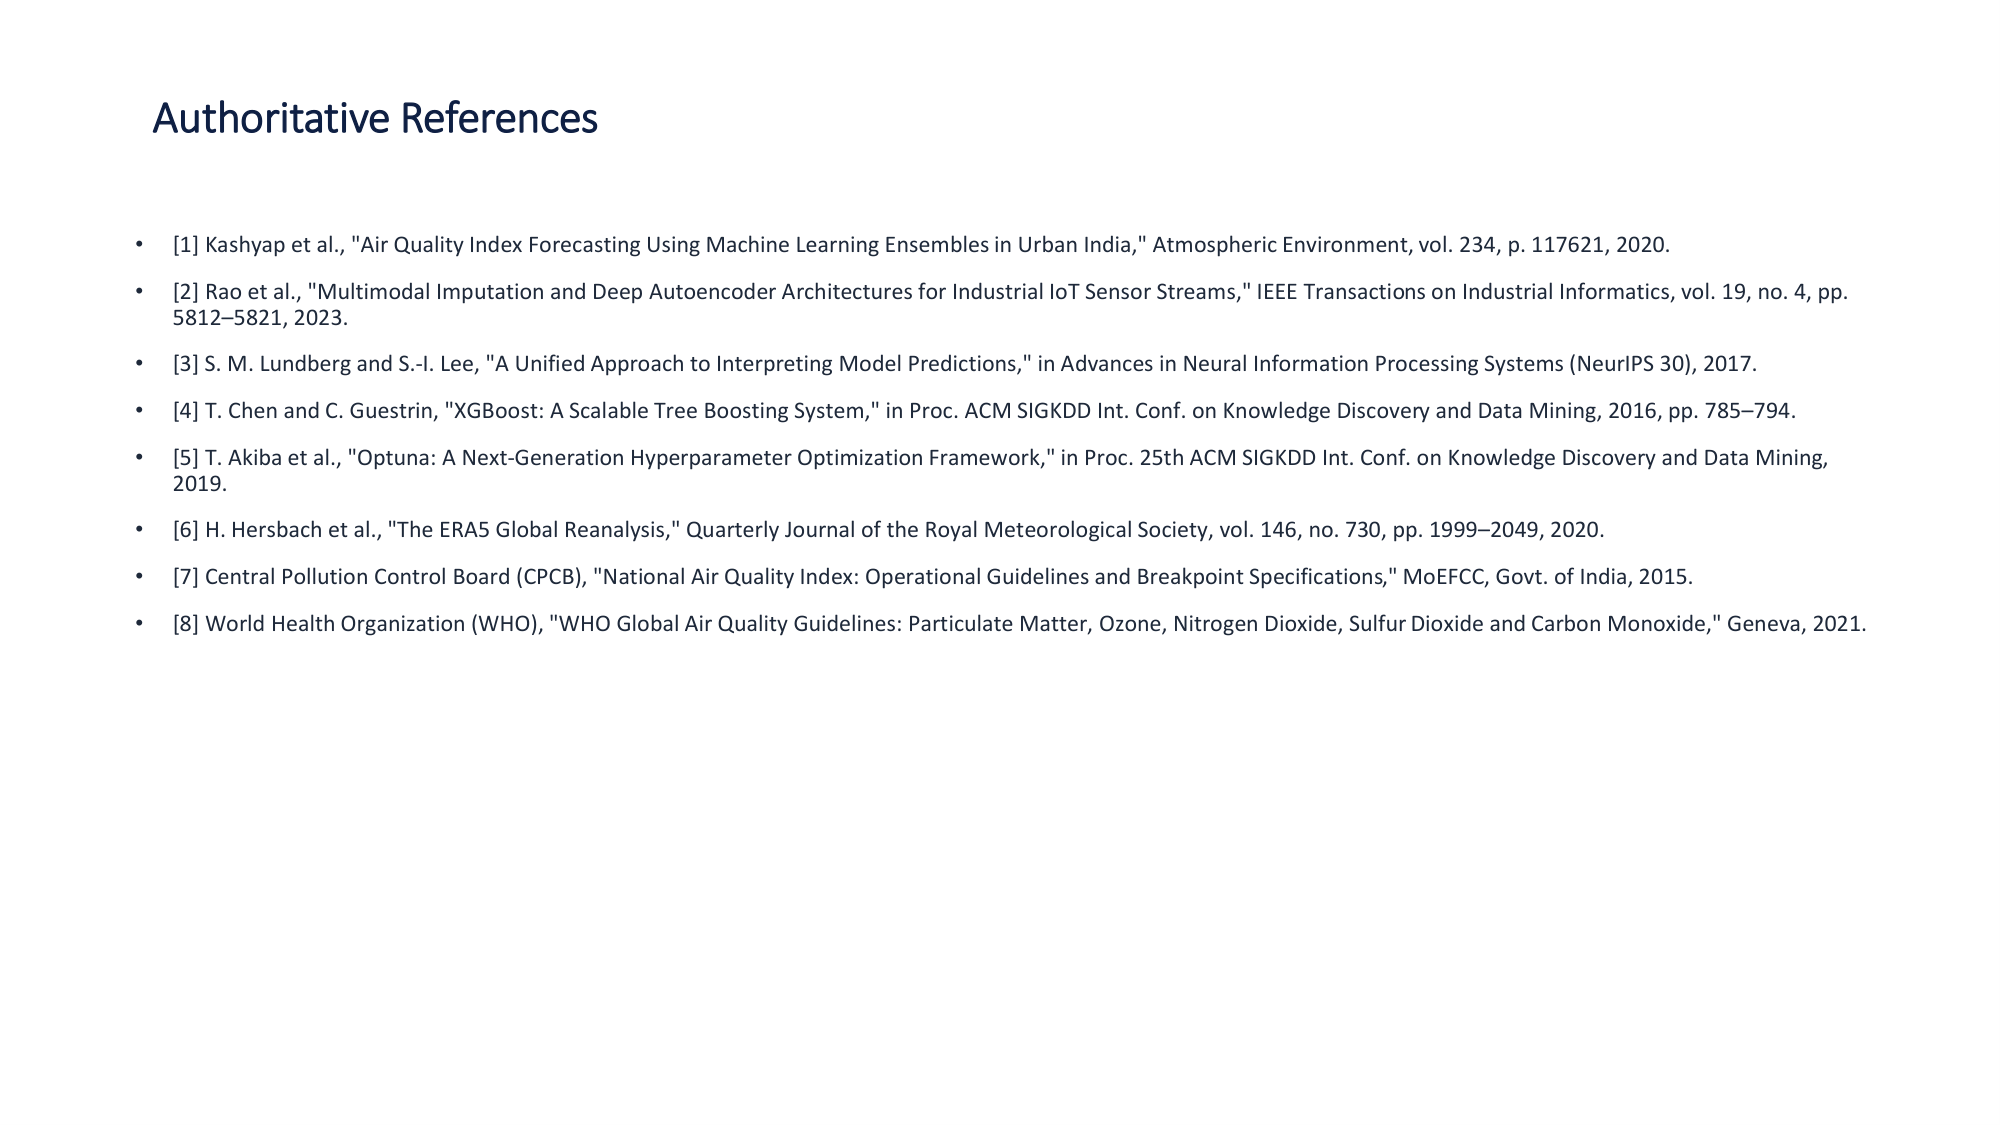 Authoritative References
• [1] Kashyap et al., "Air Quality Index Forecasting Using Machine Learning Ensembles in Urban India," Atmospheric Environment, vol. 234, p. 117621, 2020.
• [2] Rao et al., "Multimodal Imputation and Deep Autoencoder Architectures for Industrial IoT Sensor Streams," IEEE Transactions on Industrial Informatics, vol. 19, no. 4, pp.
5812–5821, 2023.
• [3] S. M. Lundberg and S.-I. Lee, "A Unified Approach to Interpreting Model Predictions," in Advances in Neural Information Processing Systems (NeurIPS 30), 2017.
• [4] T. Chen and C. Guestrin, "XGBoost: A Scalable Tree Boosting System," in Proc. ACM SIGKDD Int. Conf. on Knowledge Discovery and Data Mining, 2016, pp. 785–794.
• [5] T. Akiba et al., "Optuna: A Next-Generation Hyperparameter Optimization Framework," in Proc. 25th ACM SIGKDD Int. Conf. on Knowledge Discovery and Data Mining,
2019.
• [6] H. Hersbach et al., "The ERA5 Global Reanalysis," Quarterly Journal of the Royal Meteorological Society, vol. 146, no. 730, pp. 1999–2049, 2020.
• [7] Central Pollution Control Board (CPCB), "National Air Quality Index: Operational Guidelines and Breakpoint Specifications," MoEFCC, Govt. of India, 2015.
• [8] World Health Organization (WHO), "WHO Global Air Quality Guidelines: Particulate Matter, Ozone, Nitrogen Dioxide, Sulfur Dioxide and Carbon Monoxide," Geneva, 2021.